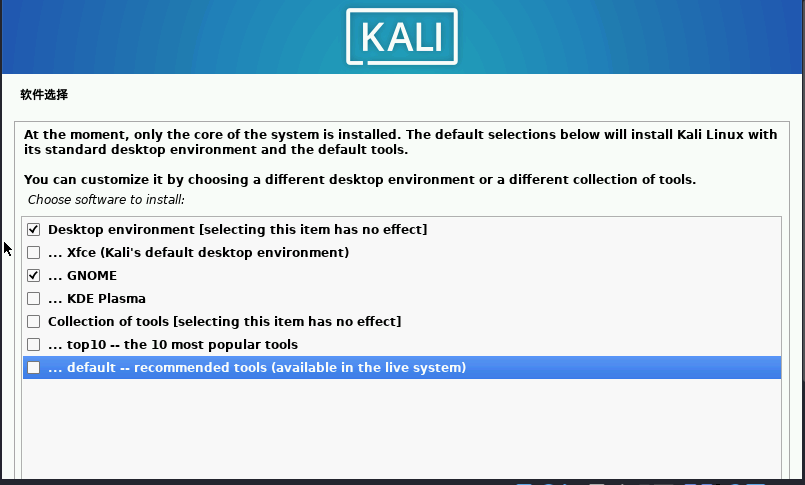 KALI
软件选择
At the moment, only the core of the system is installed. The default selections below will install Kali Linux with
its standard desktop environment and the default tools.
You can customize it by choosing a different desktop environment or a different collection of tools.
Choose software to install:
Desktop environment [selecting this item has no effect]
... Xfce (Kali's default desktop environment)
... GNOME
... KDE Plasma
Collection of tools [selecting this item has no effect]
... top10 -- the 10 most popular tools
... default -- recommended tools (available in the live system)